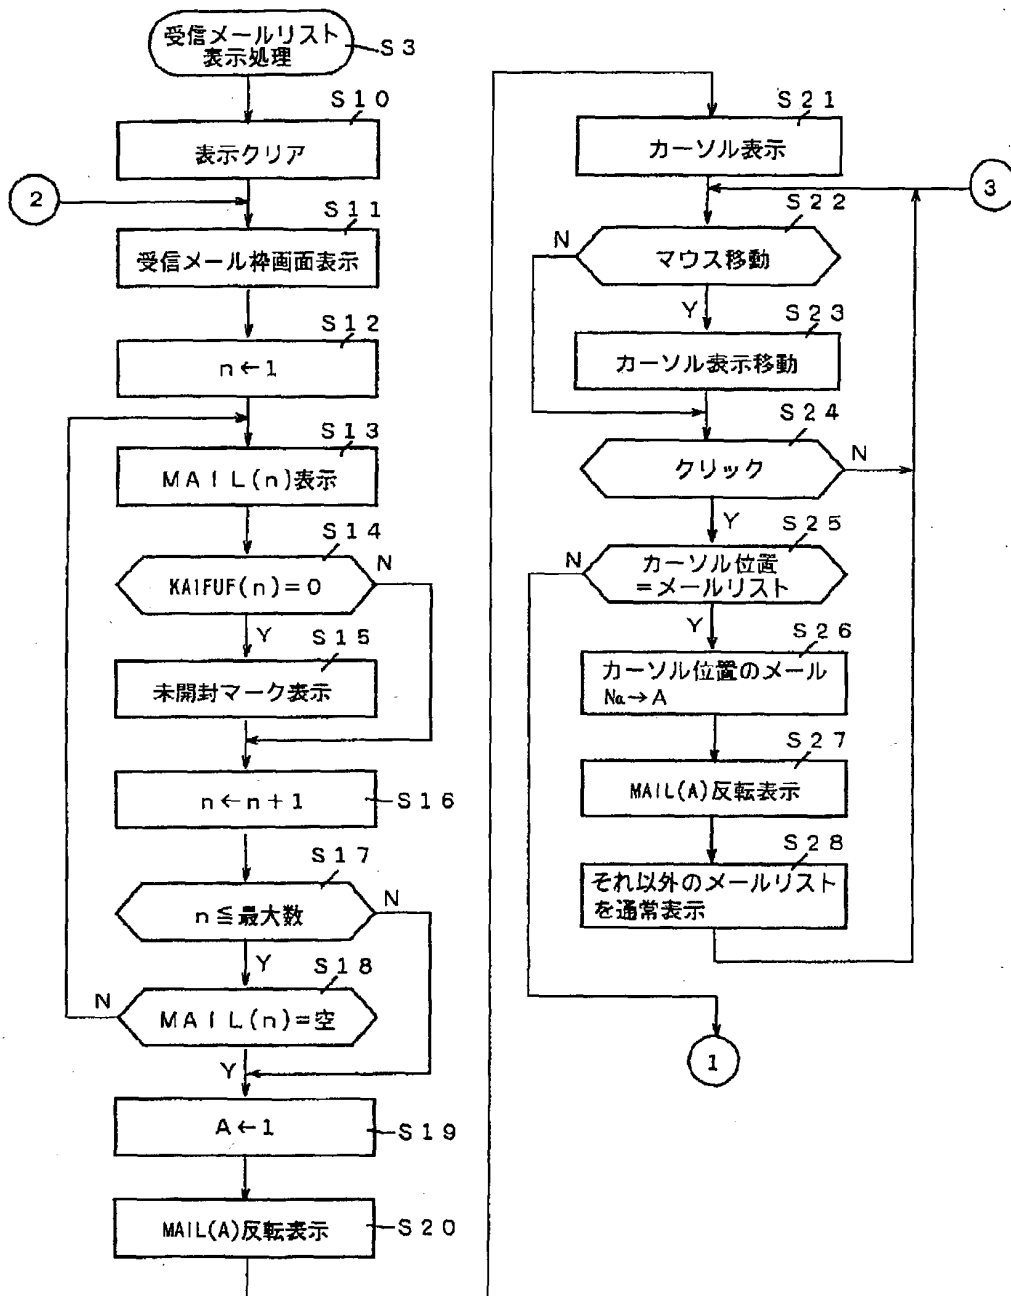 受信メールリスト
表示処理
S3
S10
表示クリア
2
S11
受信メール枠画面表示
S12
n←1
S13
MAIL(n)表示
S14
KAIFUF(n)=0
N
Y
S15
未開封マーク表示
n←n+1
S16
S17
n≦最大数
N
Y
S18
N
MAIL(n)=空
Y
A←1
S19
MAIL(A)反転表示
S20
S21
カーソル表示
3
S22
N
マウス移動
Y
S23
カーソル表示移動
S24
クリック
N
Y
S25
N
カーソル位置
=メールリスト
Y
S26
カーソル位置のメール
№→A
S27
MAIL(A)反転表示
S28
それ以外のメールリスト
を通常表示
1